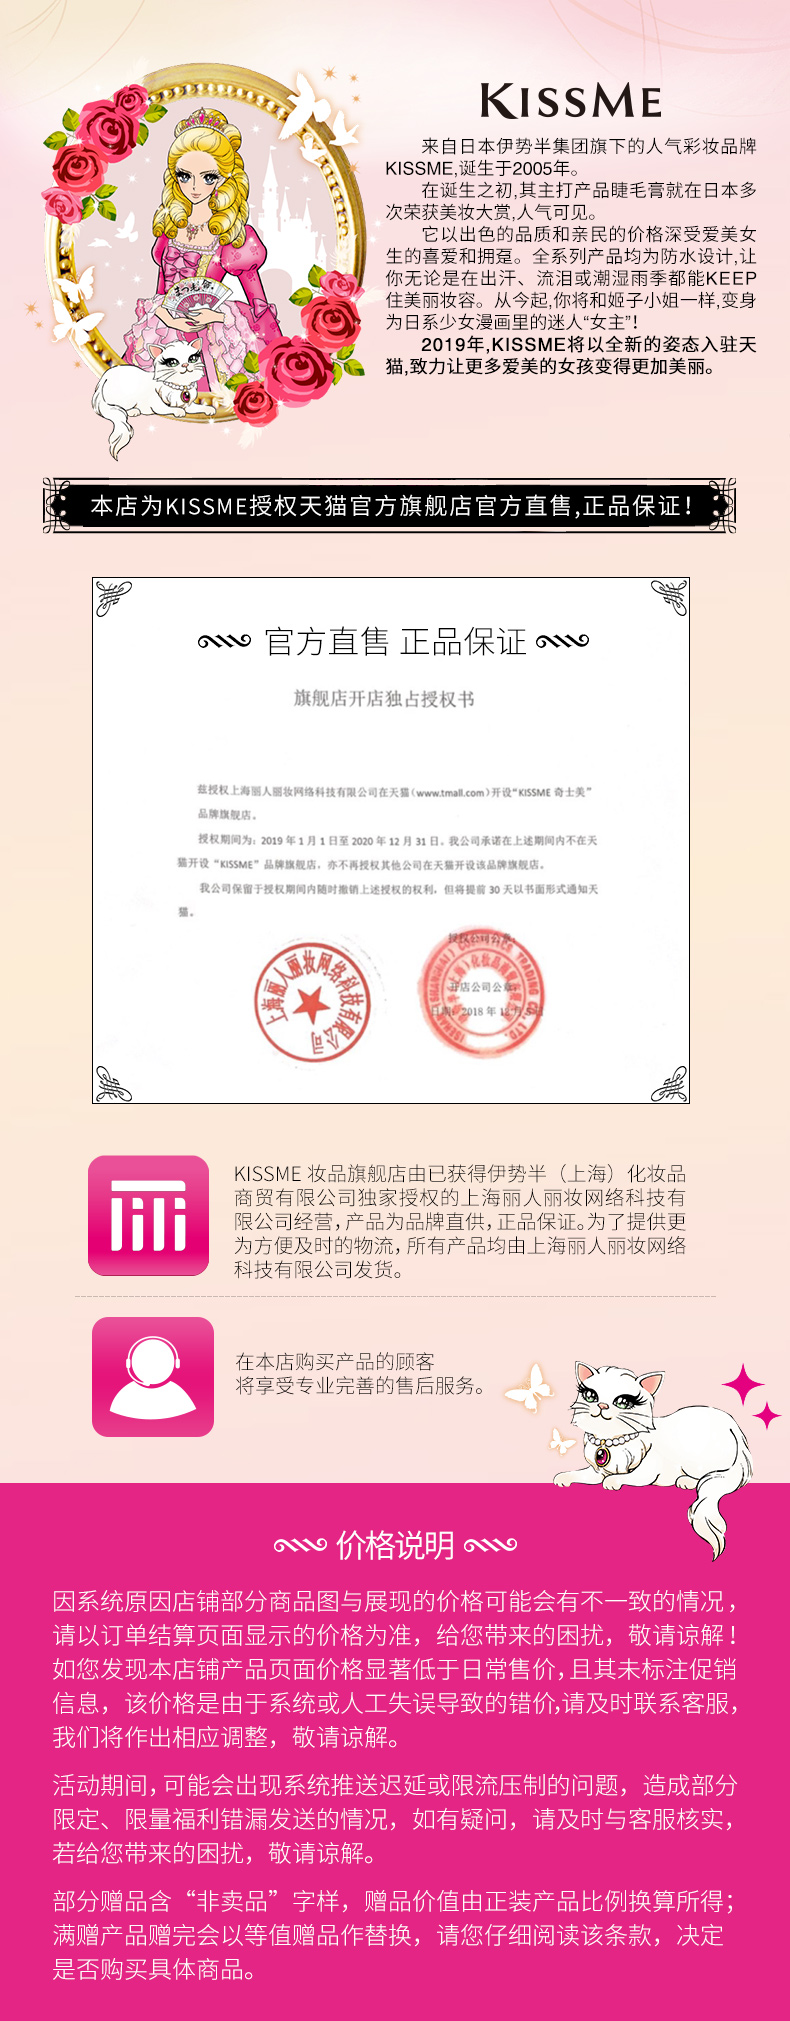 KISSME
来自日本伊势半集团旗下的人气彩妆品牌
KISSME,诞生于2005年。
在诞生之初,其主打产品睫毛膏就在日本多
次荣获美妆大赏,人气可见。
它以出色的品质和亲民的价格深受爱美女
生的喜爱和拥趸。全系列产品均为防水设计,让
你无论是在出汗、流泪或潮湿雨季都能KEEP
住美丽妆容。从今起,你将和姬子小姐一样,变身
为日系少女漫画里的迷人“女主”!
2019年,KISSME将以全新的姿态入驻天
猫,致力让更多爱美的女孩变得更加美丽。
本店为KISSME授权天猫官方旗舰店官方直售,正品保证!
官方直售 正品保证
旗舰店开店独占授权书
兹授权上海丽人丽妆网络科技有限公司在天猫(www.tmall.com)开设“KISSME 奇士美”
品牌旗舰店。
授权期间为：2019 年 1 月 1 日至 2020 年 12 月 31 日。我公司承诺在上述期间内不在天
猫开设“KISSME”品牌旗舰店，亦不再授权其他公司在天猫开设该品牌旗舰店。
我公司保留于授权期间内随时撤销上述授权的权利，但将提前 30 天以书面形式通知天
猫。
上海丽人丽妆网络科技有限公司
授权公司公章：
开店公司公章：
KISSME 妆品旗舰店由已获得伊势半（上海）化妆品
商贸有限公司独家授权的上海丽人丽妆网络科技有
限公司经营，产品为品牌直供，正品保证。为了提供更
为方便及时的物流，所有产品均由上海丽人丽妆网络
科技有限公司发货。
在本店购买产品的顾客
将享受专业完善的售后服务。
价格说明
因系统原因店铺部分商品图与展现的价格可能会有不一致的情况，
请以订单结算页面显示的价格为准，给您带来的困扰，敬请谅解！
如您发现本店铺产品页面价格显著低于日常售价，且其未标注促销
信息，该价格是由于系统或人工失误导致的错价,请及时联系客服，
我们将作出相应调整，敬请谅解。
活动期间，可能会出现系统推送迟延或限流压制的问题，造成部分
限定、限量福利错漏发送的情况，如有疑问，请及时与客服核实，
若给您带来的困扰，敬请谅解。
部分赠品含“非卖品”字样，赠品价值由正装产品比例换算所得；
满赠产品赠完会以等值赠品作替换，请您仔细阅读该条款，决定
是否购买具体商品。